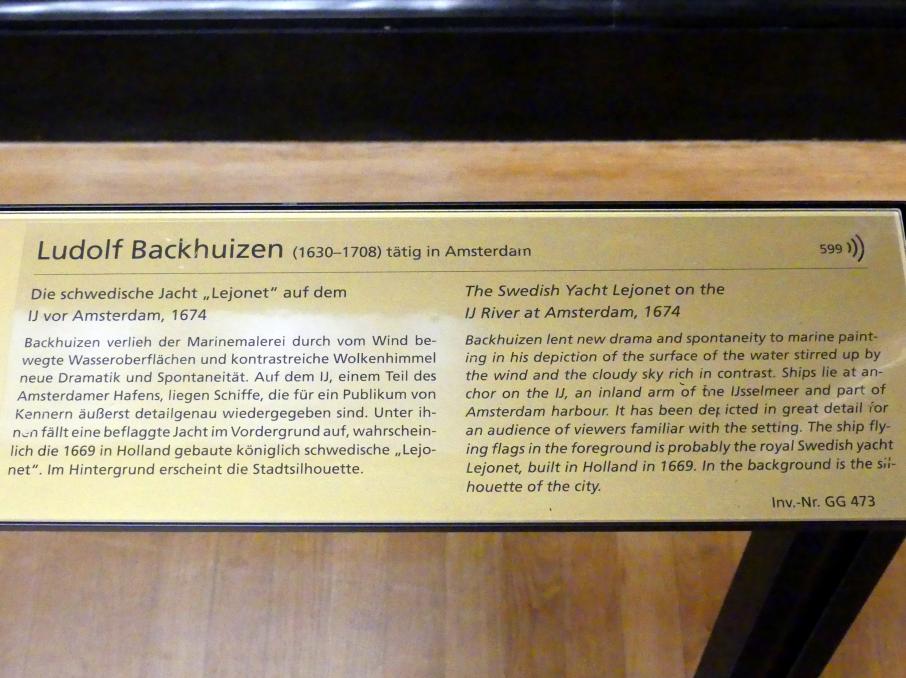 Ludolf Backhuizen (1630–1708) tätig in Amsterdam
599
Die schwedische Jacht „Lejonet“ auf dem
IJ vor Amsterdam, 1674
Backhuizen verlieh der Marinemalerei durch vom Wind be-
wegte Wasseroberflächen und kontrastreiche Wolkenhimmel
neue Dramatik und Spontaneität. Auf dem IJ, einem Teil des
Amsterdamer Hafens, liegen Schiffe, die für ein Publikum von
Kennern äußerst detailgenau wiedergegeben sind. Unter ih-
nen fällt eine beflaggte Jacht im Vordergrund auf, wahrschein-
lich die 1669 in Holland gebaute königlich schwedische „Lejo-
net“. Im Hintergrund erscheint die Stadtsilhouette.
The Swedish Yacht Lejonet on the
IJ River at Amsterdam, 1674
Backhuizen lent new drama and spontaneity to marine paint-
ing in his depiction of the surface of the water stirred up by
the wind and the cloudy sky rich in contrast. Ships lie at an-
chor on the IJ, an inland arm of the IJsselmeer and part of
Amsterdam harbour. It has been depicted in great detail for
an audience of viewers familiar with the setting. The ship fly-
ing flags in the foreground is probably the royal Swedish yacht
Lejonet, built in Holland in 1669. In the background is the sil-
houette of the city.
Inv.-Nr. GG 473